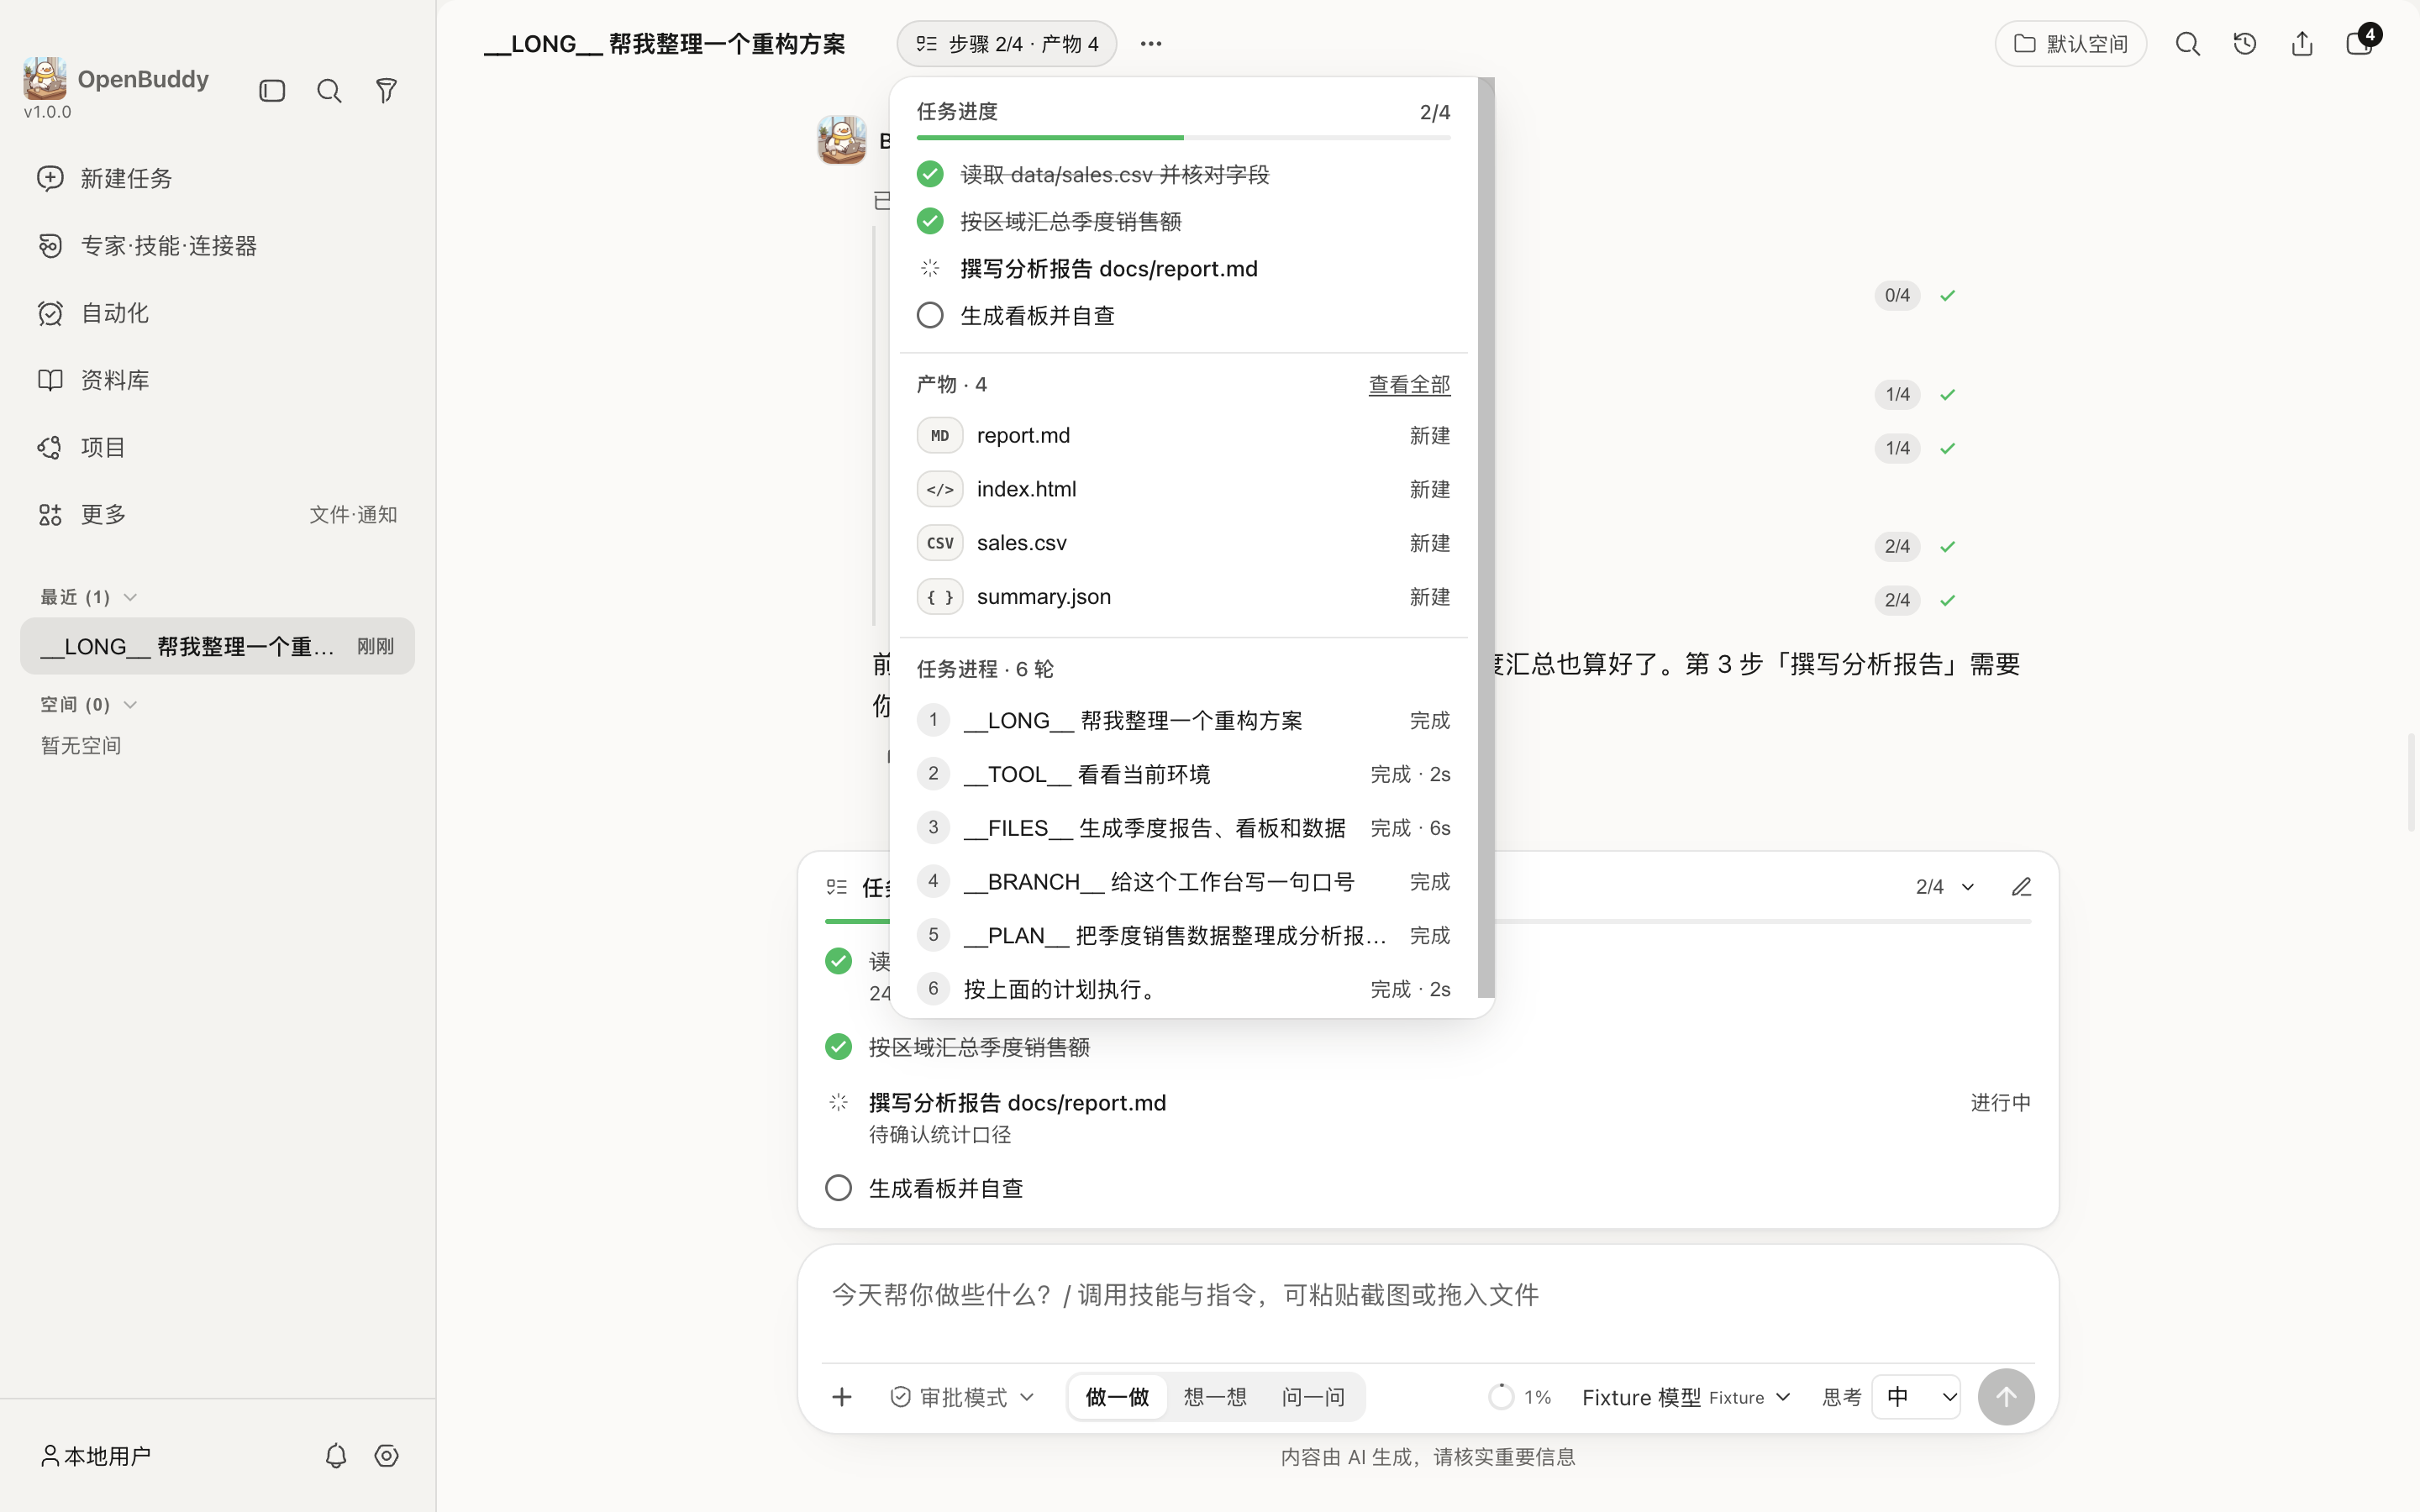 OpenBuddy
v1.0.0
新建任务
专家·技能·连接器
自动化
资料库
项目
更多
文件·通知
最近 (1)
__LONG__ 帮我整理一个重…
刚刚
空间 (0)
暂无空间
本地用户
__LONG__ 帮我整理一个重构方案
步骤 2/4 · 产物 4
默认空间
4
任务进度
2/4
读取 data/sales.csv 并核对字段
按区域汇总季度销售额
撰写分析报告 docs/report.md
生成看板并自查
产物 · 4
查看全部
MD report.md 新建
</> index.html 新建
CSV sales.csv 新建
{ } summary.json 新建
任务进程 · 6 轮
1 __LONG__ 帮我整理一个重构方案 完成
2 __TOOL__ 看看当前环境 完成 · 2s
3 __FILES__ 生成季度报告、看板和数据 完成 · 6s
4 __BRANCH__ 给这个工作台写一句口号 完成
5 __PLAN__ 把季度销售数据整理成分析报… 完成
6 按上面的计划执行。 完成 · 2s
已
0/4
1/4
1/4
2/4
2/4
前
汇总也算好了。第 3 步「撰写分析报告」需要
你
任
2/4
读
24
按区域汇总季度销售额
撰写分析报告 docs/report.md
进行中
待确认统计口径
生成看板并自查
今天帮你做些什么？/ 调用技能与指令，可粘贴截图或拖入文件
审批模式
做一做
想一想
问一问
1%
Fixture 模型 Fixture
思考
中
内容由 AI 生成，请核实重要信息